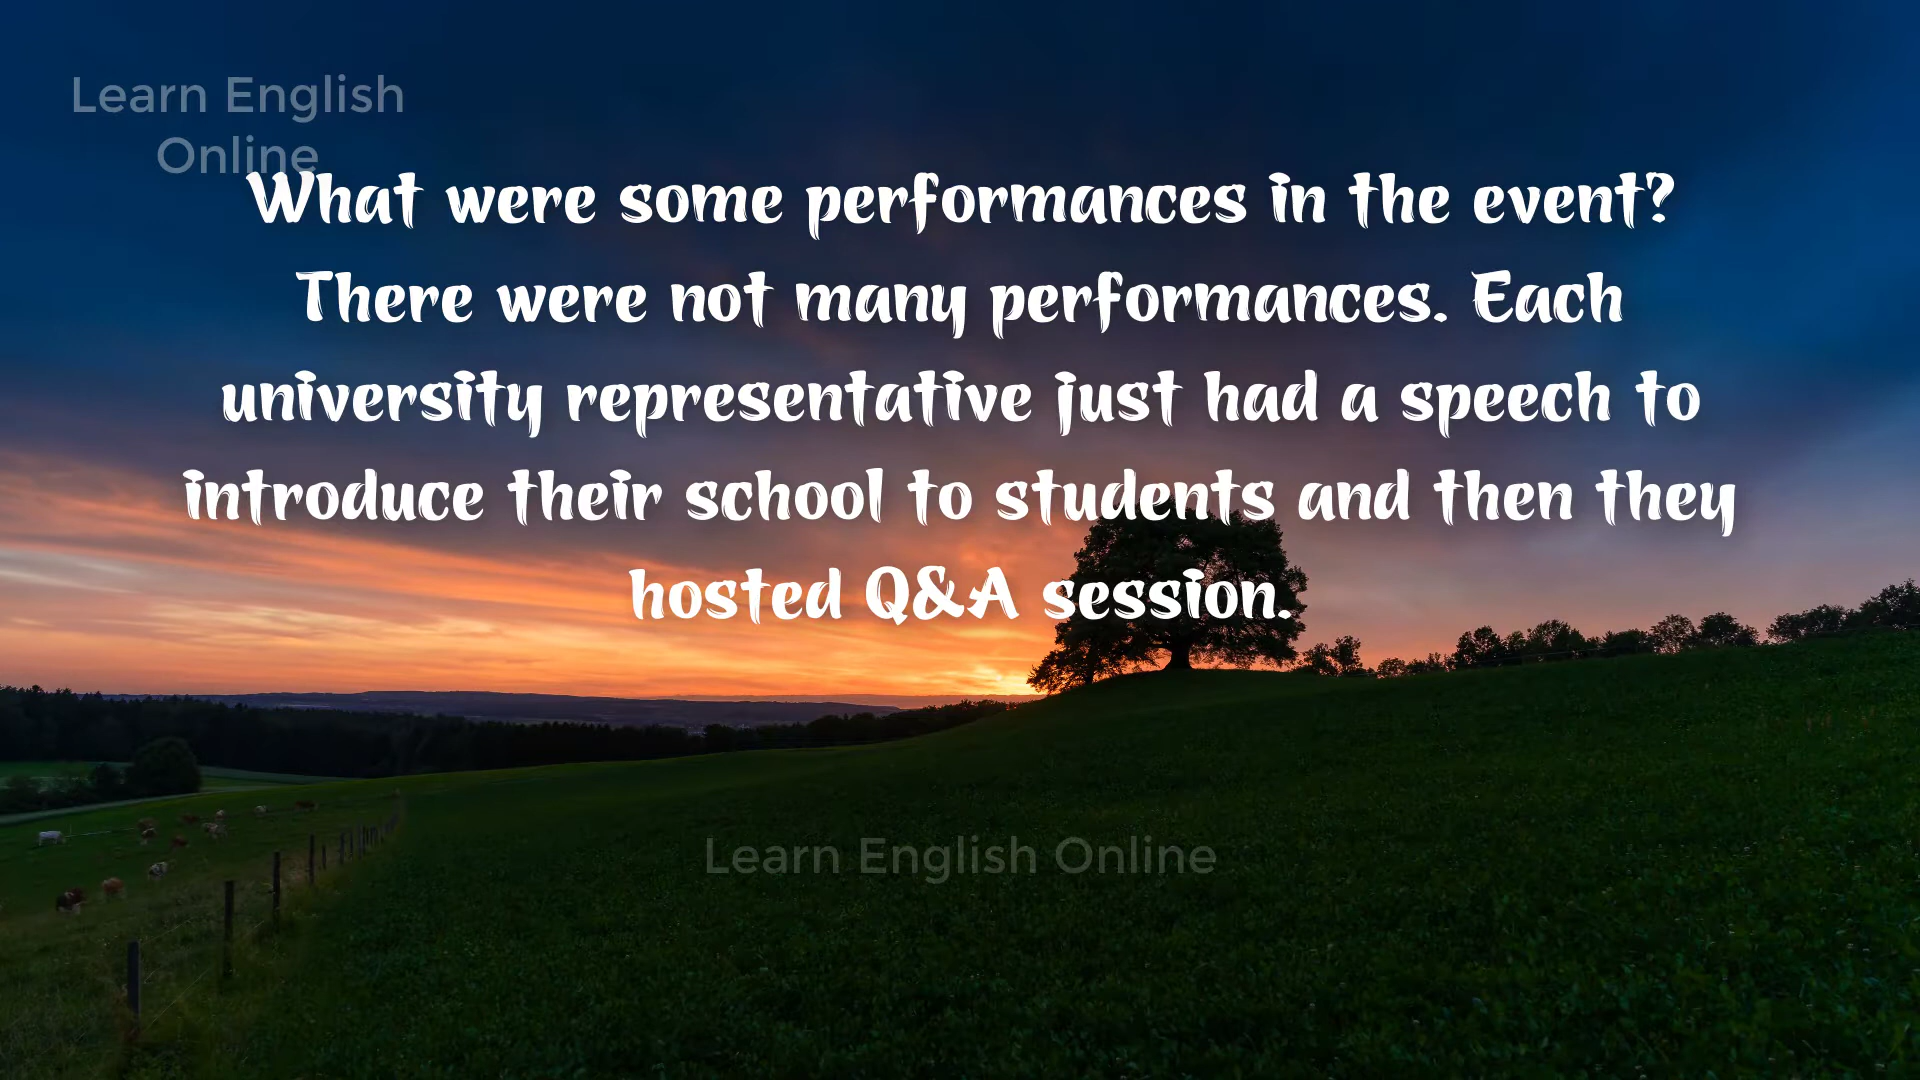 Learn English
Online
What were some performances in the event?
There were not many performances. Each
university representative just had a speech to
introduce their school to students and then they
hosted Q&A session.
Learn English Online